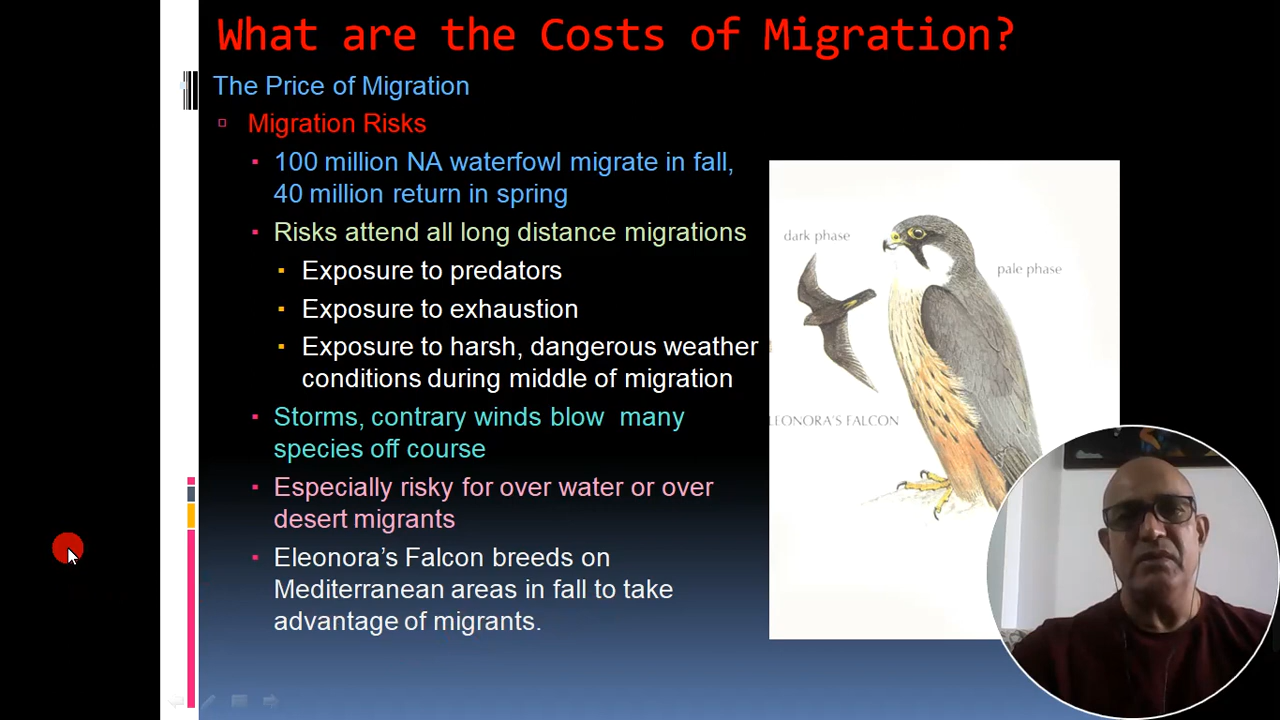 What are the Costs of Migration?
The Price of Migration
Migration Risks
100 million NA waterfowl migrate in fall,
40 million return in spring
Risks attend all long distance migrations
Exposure to predators
Exposure to exhaustion
Exposure to harsh, dangerous weather
conditions during middle of migration
Storms, contrary winds blow many
species off course
Especially risky for over water or over
desert migrants
Eleonora’s Falcon breeds on
Mediterranean areas in fall to take
advantage of migrants.
dark phase
pale phase
LEONORA'S FALCON